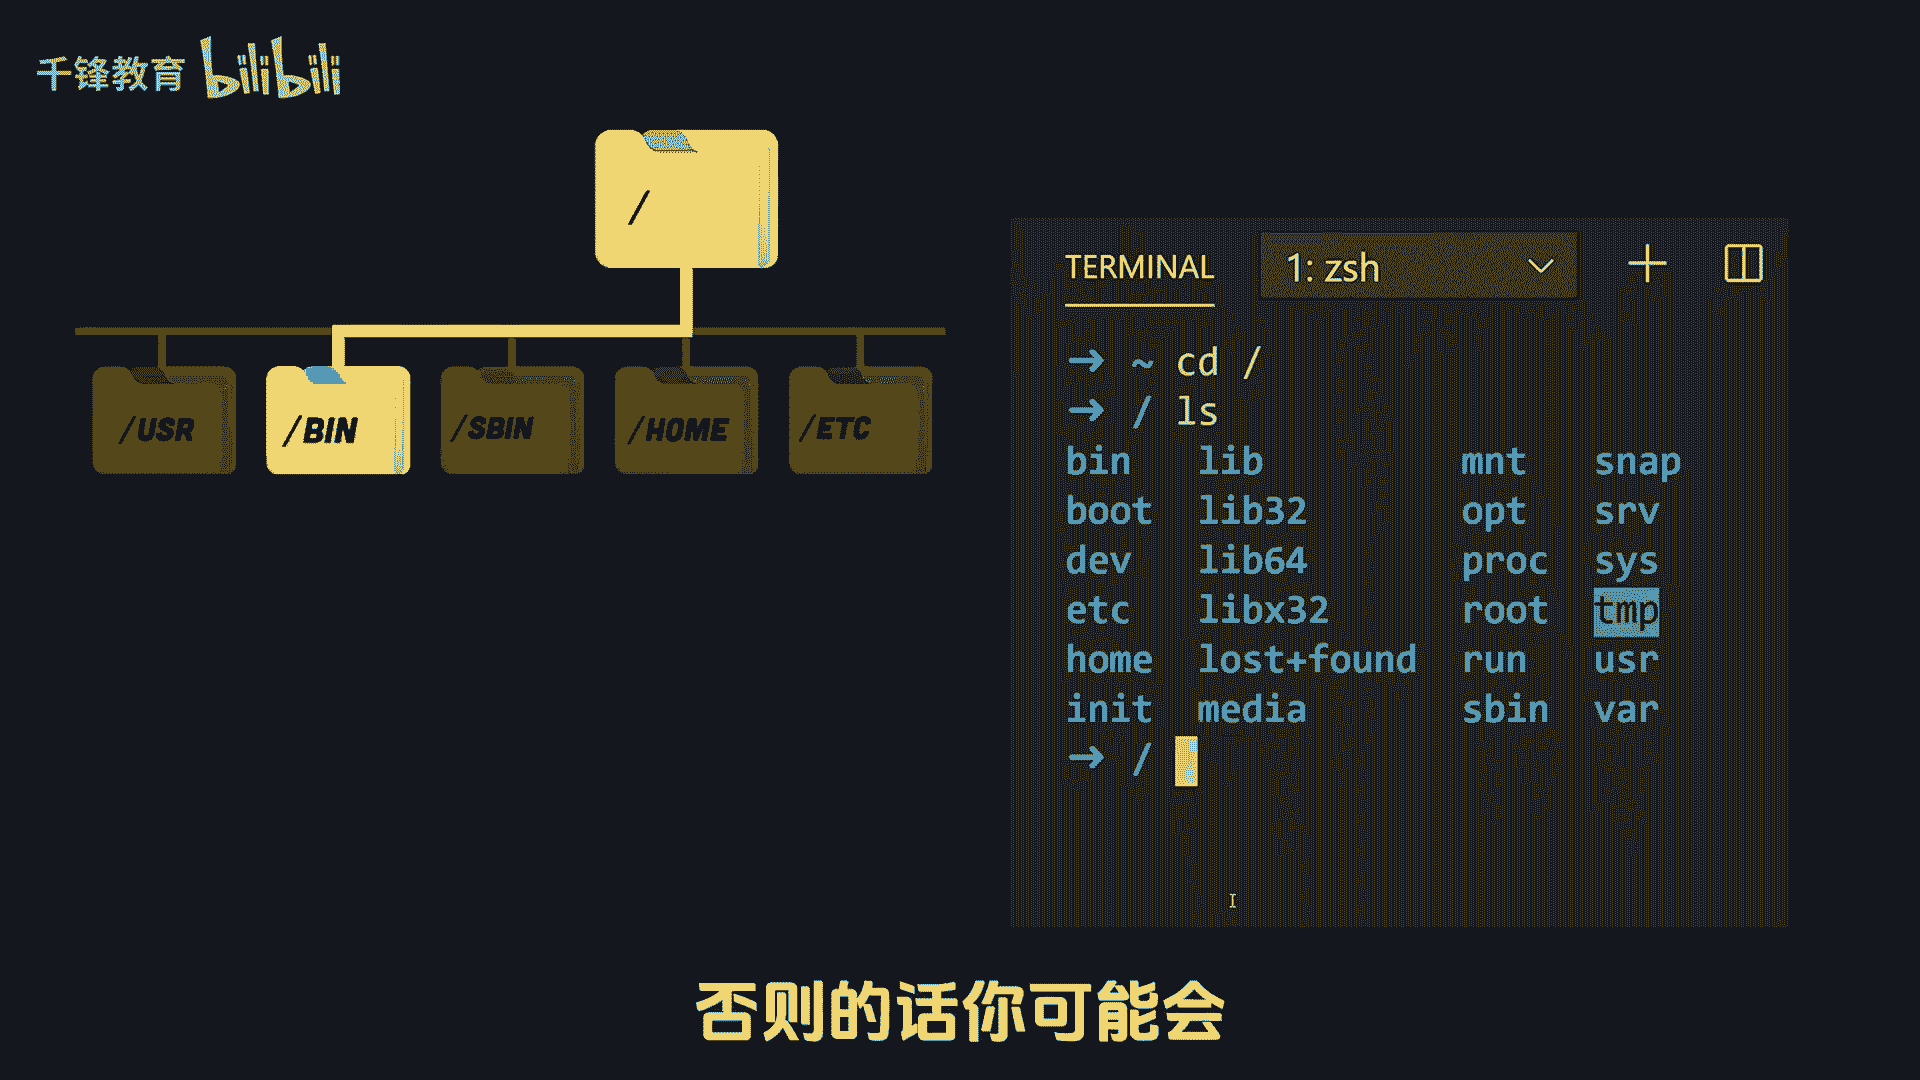 千锋教育 bilibili
/
/USR /BIN /SBIN /HOME /ETC
TERMINAL 1: zsh
➜ ~ cd /
➜ / ls
bin lib mnt snap
boot lib32 opt srv
dev lib64 proc sys
etc libx32 root tmp
home lost+found run usr
init media sbin var
➜ /
否则的话你可能会